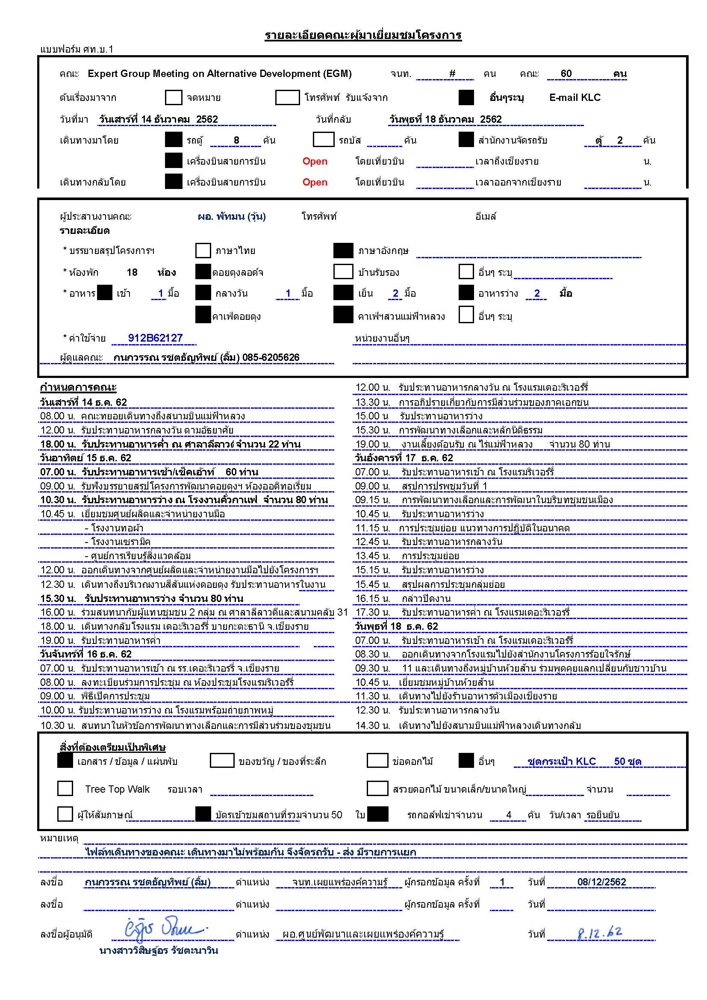 รายละเอียดคณะผู้มาเยี่ยมชมโครงการ
แบบฟอร์ม ศท.บ.1
คณะ Expert Group Meeting on Alternative Development (EGM) จนท. # คน คณะ 60 คน
ต้นเรื่องมาจาก จดหมาย โทรศัพท์ รับแจ้งจาก อื่นๆระบุ E-mail KLC
วันที่มา วันเสาร์ที่ 14 ธันวาคม 2562 วันที่กลับ วันพุธที่ 18 ธันวาคม 2562
เดินทางมาโดย รถตู้ 8 คัน รถบัส คัน สำนักงานจัดรถรับ ตู้ 2 คัน
เครื่องบินสายการบิน Open โดยเที่ยวบิน เวลาถึงเชียงราย น.
เดินทางกลับโดย เครื่องบินสายการบิน Open โดยเที่ยวบิน เวลาออกจากเชียงราย น.
ผู้ประสานงานคณะ ผอ. พัทมน (วุ้น) โทรศัพท์ อีเมล์
รายละเอียด
* บรรยายสรุปโครงการฯ ภาษาไทย ภาษาอังกฤษ
* ห้องพัก 18 ห้อง ดอยตุงลอด์จ บ้านรับรอง อื่นๆ ระบุ
* อาหาร เช้า 1 มื้อ กลางวัน 1 มื้อ เย็น 2 มื้อ อาหารว่าง 2 มื้อ
คาเฟ่ดอยตุง คาเฟ่ฯสวนแม่ฟ้าหลวง อื่นๆ ระบุ
* ค่าใช้จ่าย 912B62127 หน่วยงานอื่นๆ
ผู้ดูแลคณะ กนกวรรณ รชตธัญทิพย์ (ลิ้ม) 085-6205626
กำหนดการคณะ
วันเสาร์ที่ 14 ธ.ค. 62
08.00 น. คณะทยอยเดินทางถึงสนามบินแม่ฟ้าหลวง
12.00 น. รับประทานอาหารกลางวัน ตามอัธยาศัย
18.00 น. รับประทานอาหารค่ำ ณ ศาลาลีลาวดี จำนวน 22 ท่าน
วันอาทิตย์ 15 ธ.ค. 62
07.00 น. รับประทานอาหารเช้า/เช็คเอ้าท์ 60 ท่าน
09.00 น. รับฟังบรรยายสรุปโครงการพัฒนาดอยตุงฯ ห้องออดิทอเรี่ยม
10.30 น. รับประทานอาหารว่าง ณ โรงงานคั่วกาแฟ จำนวน 80 ท่าน
10.45 น. เยี่ยมชมศูนย์ผลิตและจำหน่ายงานมือ
- โรงงานทอผ้า
- โรงงานเซรามิค
- ศูนย์การเรียนรู้สิ่งแวดล้อม
12.00 น. ออกเดินทางจากศูนย์ผลิตและจำหน่ายงานมือไปยังโครงการฯ
12.30 น. เดินทางถึงบริเวณงานสีสันแห่งดอยตุง รับประทานอาหารในงาน
15.30 น. รับประทานอาหารว่าง จำนวน 80 ท่าน
16.00 น. ร่วมสนทนากับผู้แทนชุมชน 2 กลุ่ม ณ ศาลาลีลาวดีและสนามคลับ 31
18.00 น. เดินทางกลับโรงแรม เดอะริเวอร์รี่ บายกะตะธานี จ.เชียงราย
19.00 น. รับประทานอาหารค่ำ
วันจันทร์ที่ 16 ธ.ค. 62
07.00 น. รับประทานอาหารเช้า ณ รร.เดอะริเวอรรี่ จ.เชียงราย
08.00 น. ลงทะเบียนร่วมการประชุม ณ ห้องประชุมโรงแรมริเวอร์รี่
09.00 น. พิธีเปิดการประชุม
10.00 น. รับประทานอาหารว่าง ณ โรงแรมพร้อมถ่ายภาพหมู่
10.30 น. สนทนาในหัวข้อการพัฒนาทางเลือกและการมีส่วนร่วมของชุมชน
12.00 น. รับประทานอาหารกลางวัน ณ โรงแรมเดอะริเวอร์รี่
13.30 น. การอภิปรายเกี่ยวกับการมีส่วนร่วมของภาคเอกชน
15.00 น รับประทานอาหารว่าง
15.30 น. การพัฒนาทางเลือกและหลักนิติธรรม
19.00 น. งานเลี้ยงต้อนรับ ณ ไร่แม่ฟ้าหลวง จำนวน 80 ท่าน
วันอังคารที่ 17 ธ.ค. 62
07.00 น. รับประทานอาหารเช้า ณ โรงแรมริเวอร์รี่
09.00 น. สรุปการปรพชุมวันที่ 1
09.15 น. การพัฒนาทางเลือกและการพัฒนาในบริบทชุมชนเมือง
10.45 น. รับประทานอาหารว่าง
11.15 น. การประชุมย่อย แนวทางการปฏิบัติในอนาคต
12.45 น. รับประทานอาหารกลางวัน
13.45 น. การประชุมย่อย
15.15 น. รับประทานอาหารว่าง
15.45 น. สรุปผลการประชุมกลุ่มย่อย
16.15 น. กล่าวปิดงาน
17.30 น. รับประทานอาหารค่ำ ณ โรงแรมเดอะริเวอร์รี่
วันพุธที่ 18 ธ.ค. 62
07.00 น. รับประทานอาหารเช้า ณ โรงแรมเดอะริเวอร์รี่
08.30 น. ออกเดินทางจากโรงแรมไปยังสำนักงานโครงการร้อยใจรักษ์
09.30 น. 11 และเดินทางถึงหมู่บ้านห้วยส้าน ร่วมพูดคุยแลกเปลี่ยนกับชาวบ้าน
10.45 น. เยี่ยมชมหมู่บ้านห้วยส้าน
11.30 น. เดินทางไปยังร้านอาหารตัวเมืองเชียงราย
12.30 น. รับประทานอาหารกลางวัน
14.30 น. เดินทางไปยังสนามบินแม่ฟ้าหลวงเดินทางกลับ
สิ่งที่ต้องเตรียมเป็นพิเศษ
เอกสาร / ข้อมูล / แผ่นพับ ของขวัญ / ของที่ระลึก ช่อดอกไม้ อื่นๆ ชุดกระเป๋า KLC 50 ชุด
Tree Top Walk รอบเวลา สรวยดอกไม้ ขนาดเล็ก/ขนาดใหญ่ จำนวน
ผู้ให้สัมภาษณ์ บัตรเข้าชมสถานที่รวมจำนวน 50 ใบ รถกอล์ฟเช่าจำนวน 4 คัน วัน/เวลา รอยืนยัน
หมายเหตุ
ไฟล์ทเดินทางของคณะ เดินทางมาไม่พร้อมกัน จึงจัดรถรับ - ส่ง มีรายการแยก
ลงชื่อ กนกวรรณ รชตธัญทิพย์ (ลิ้ม) ตำแหน่ง จนท.เผยแพร่องค์ความรู้ ผู้กรอกข้อมูล ครั้งที่ 1 วันที่ 08/12/2562
ลงชื่อ ตำแหน่ง ผู้กรอกข้อมูล ครั้งที่ วันที่
ลงชื่อผู้อนุมัติ ตำแหน่ง ผอ.ศูนย์พัฒนาและเผยแพร่องค์ความรู้ วันที่ 8.12.62
นางสาววิสิษฐ์อร รัชตะนาวิน